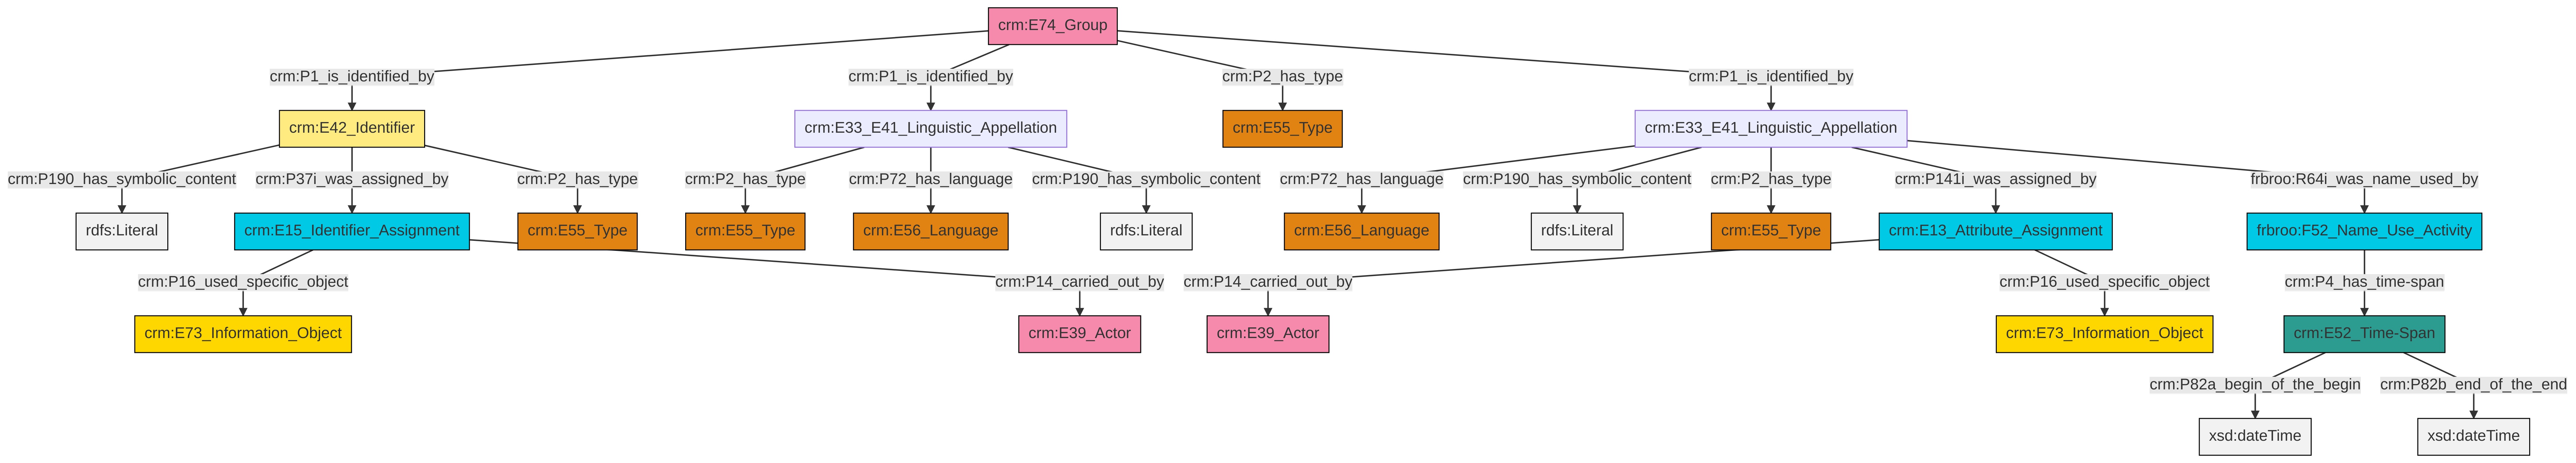 crm:E74_Group
crm:P1_is_identified_by
crm:P1_is_identified_by
crm:P2_has_type
crm:P1_is_identified_by
crm:E42_Identifier
crm:E33_E41_Linguistic_Appellation
crm:E55_Type
crm:E33_E41_Linguistic_Appellation
crm:P190_has_symbolic_content
crm:P37i_was_assigned_by
crm:P2_has_type
crm:P2_has_type
crm:P72_has_language
crm:P190_has_symbolic_content
crm:P72_has_language
crm:P190_has_symbolic_content
crm:P2_has_type
crm:P141i_was_assigned_by
frbroo:R64i_was_name_used_by
rdfs:Literal
crm:E15_Identifier_Assignment
crm:E55_Type
crm:E55_Type
crm:E56_Language
rdfs:Literal
crm:E56_Language
rdfs:Literal
crm:E55_Type
crm:E13_Attribute_Assignment
frbroo:F52_Name_Use_Activity
crm:P16_used_specific_object
crm:P14_carried_out_by
crm:P14_carried_out_by
crm:P16_used_specific_object
crm:P4_has_time-span
crm:E73_Information_Object
crm:E39_Actor
crm:E39_Actor
crm:E73_Information_Object
crm:E52_Time-Span
crm:P82a_begin_of_the_begin
crm:P82b_end_of_the_end
xsd:dateTime
xsd:dateTime